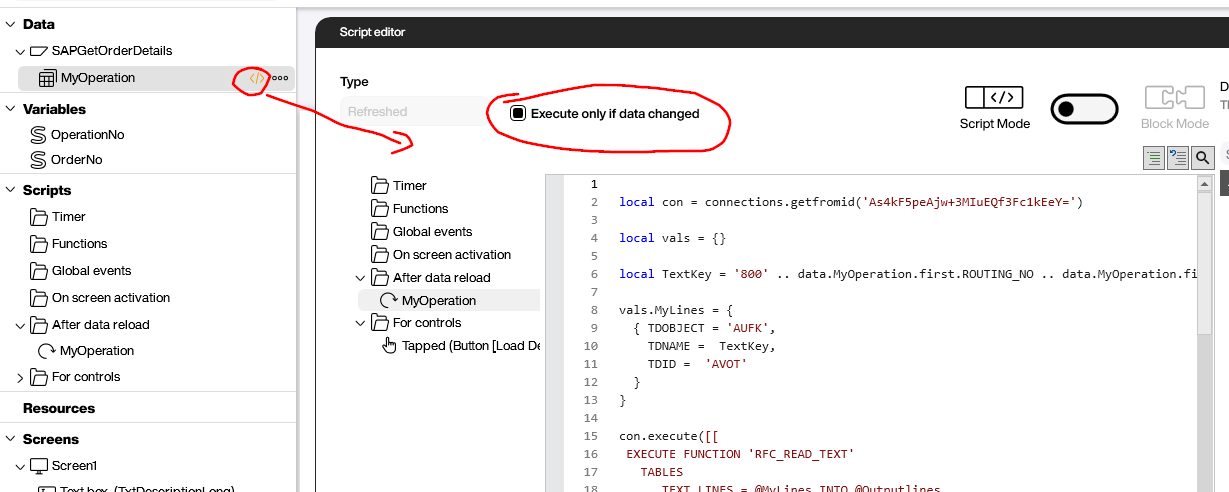 Data
SAPGetOrderDetails
MyOperation
Variables
OperationNo
OrderNo
Scripts
Timer
Functions
Global events
On screen activation
After data reload
MyOperation
For controls
Resources
Screens
Screen1
Text box (TxtDescriptionLong)
Script editor
Type
Refreshed
Execute only if data changed
</> Script Mode
Block Mode
Timer
Functions
Global events
On screen activation
After data reload
MyOperation
For controls
Tapped (Button [Load De
1
2 local con = connections.getfromid('As4kF5peAjw+3MIuEQf3Fc1kEeY=')
3
4 local vals = {}
5
6 local TextKey = '800' .. data.MyOperation.first.ROUTING_NO .. data.MyOperation.fi
7
8 vals.MyLines = {
9 { TDOBJECT = 'AUFK',
10 TDNAME = TextKey,
11 TDID = 'AVOT'
12 }
13 }
14
15 con.execute([[
16 EXECUTE FUNCTION 'RFC_READ_TEXT'
17 TABLES
18 TEXT_LINES = @MyLines INTO @Outputlines